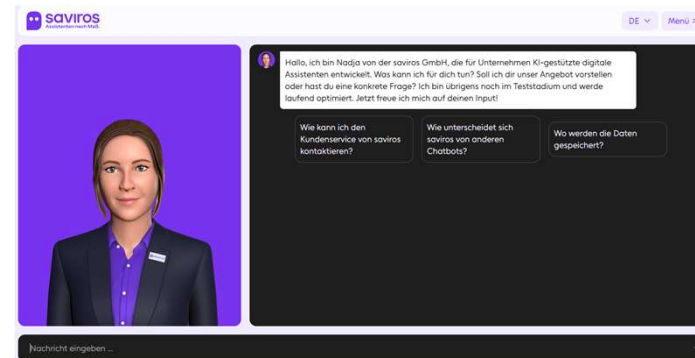 saviros
Assistenten nach Maß.
DE
Menü
Hallo, ich bin Nadja von der saviros GmbH, die für Unternehmen KI-gestützte digitale
Assistenten entwickelt. Was kann ich für dich tun? Soll ich dir unser Angebot vorstellen
oder hast du eine konkrete Frage? Ich bin übrigens noch im Teststadium und werde
laufend optimiert. Jetzt freue ich mich auf deinen Input!
Wie kann ich den
Kundenservice von saviros
kontaktieren?
Wie unterscheidet sich
saviros von anderen
Chatbots?
Wo werden die Daten
gespeichert?
Nachricht eingeben ...